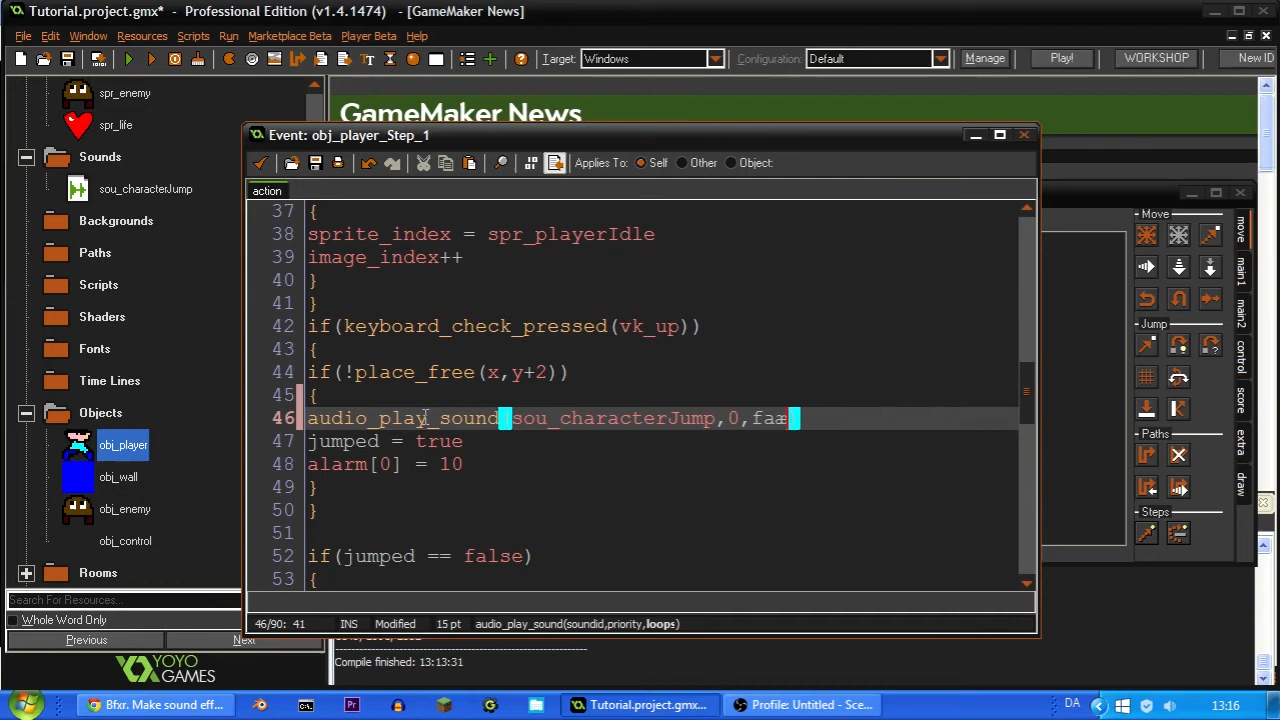 Tutorial.project.gmx* - Professional Edition (v1.4.1474) - [GameMaker News]
File Edit Window Resources Scripts Run Marketplace Beta Player Beta Help
Target: Windows Configuration: Default Manage Play! WORKSHOP New ID
spr_enemy
spr_life
Sounds
sou_characterJump
Backgrounds
Paths
Scripts
Shaders
Fonts
Time Lines
Objects
obj_player
obj_wall
obj_enemy
obj_control
Rooms
Search For Resources...
Whole Word Only
Previous Next
YOYO
GAMES
GameMaker News
Event: obj_player_Step_1
Applies To: Self Other Object:
action
37 {
38 sprite_index = spr_playerIdle
39 image_index++
40 }
41 }
42 if(keyboard_check_pressed(vk_up))
43 {
44 if(!place_free(x,y+2))
45 {
46 audio_play_sound(sou_characterJump,0,faæ)
47 jumped = true
48 alarm[0] = 10
49 }
50 }
51
52 if(jumped == false)
53 {
46/90: 41 INS Modified 15 pt audio_play_sound(soundid,priority,loops)
Compile finished: 13:13:31
Move
Jump
Paths
Steps
move
main1
main2
control
score
extra
draw
Bfxr. Make sound eff...
Tutorial.project.gmx...
Profile: Untitled - Sce...
DA
13:16